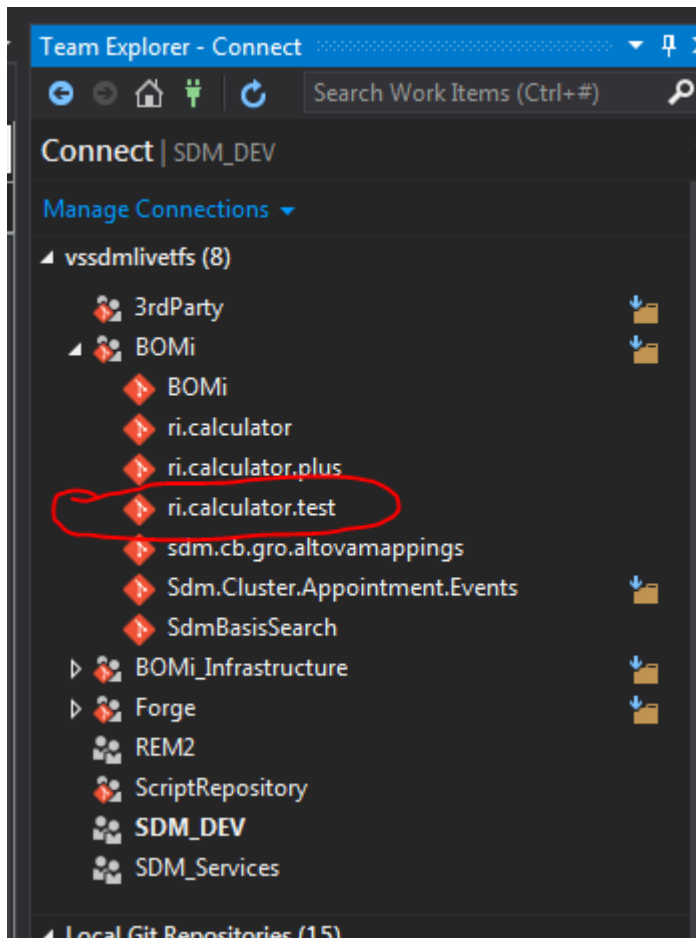 Team Explorer - Connect
Search Work Items (Ctrl+#)
Connect | SDM_DEV
Manage Connections
vssdmlivetfs (8)
3rdParty
BOMi
BOMi
ri.calculator
ri.calculator.plus
ri.calculator.test
sdm.cb.gro.altovamappings
Sdm.Cluster.Appointment.Events
SdmBasisSearch
BOMi_Infrastructure
Forge
REM2
ScriptRepository
SDM_DEV
SDM_Services
Local Git Repositories (15)